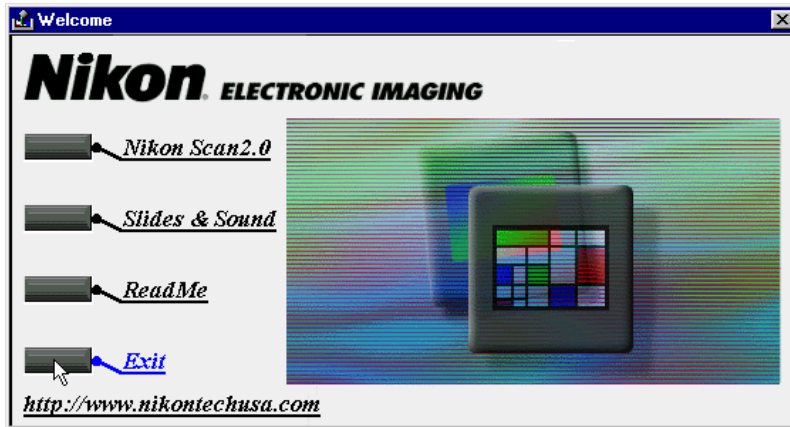 Welcome
Nikon ELECTRONIC IMAGING
Nikon Scan2.0
Slides & Sound
ReadMe
Exit
http://www.nikontechusa.com